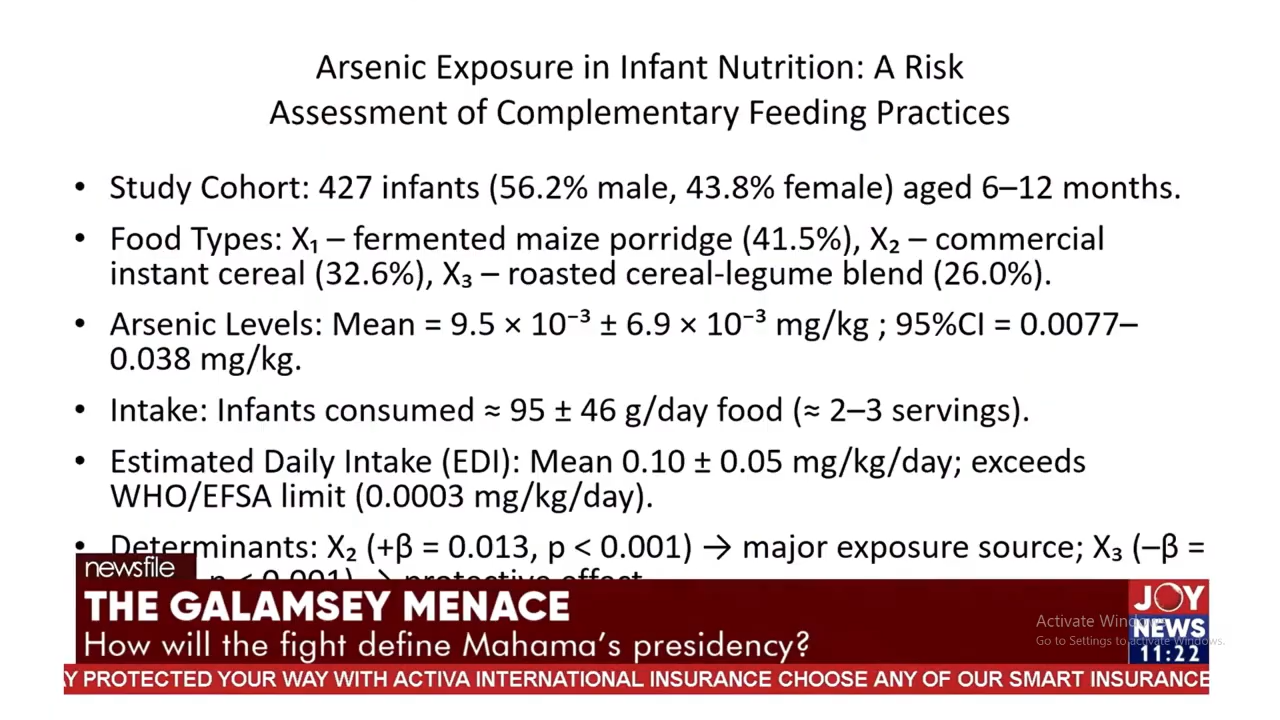 Arsenic Exposure in Infant Nutrition: A Risk
Assessment of Complementary Feeding Practices
• Study Cohort: 427 infants (56.2% male, 43.8% female) aged 6–12 months.
• Food Types: X₁ – fermented maize porridge (41.5%), X₂ – commercial
instant cereal (32.6%), X₃ – roasted cereal-legume blend (26.0%).
• Arsenic Levels: Mean = 9.5 × 10⁻³ ± 6.9 × 10⁻³ mg/kg ; 95%CI = 0.0077–
0.038 mg/kg.
• Intake: Infants consumed ≈ 95 ± 46 g/day food (≈ 2–3 servings).
• Estimated Daily Intake (EDI): Mean 0.10 ± 0.05 mg/kg/day; exceeds
WHO/EFSA limit (0.0003 mg/kg/day).
• Determinants: X₂ (+β = 0.013, p < 0.001) → major exposure source; X₃ (–β =
p < 0.001) → protective effect
newsfile
THE GALAMSEY MENACE
How will the fight define Mahama's presidency?
JOY
NEWS
11:22
Activate Windows
Go to Settings to activate Windows.
AY PROTECTED YOUR WAY WITH ACTIVA INTERNATIONAL INSURANCE CHOOSE ANY OF OUR SMART INSURANCE